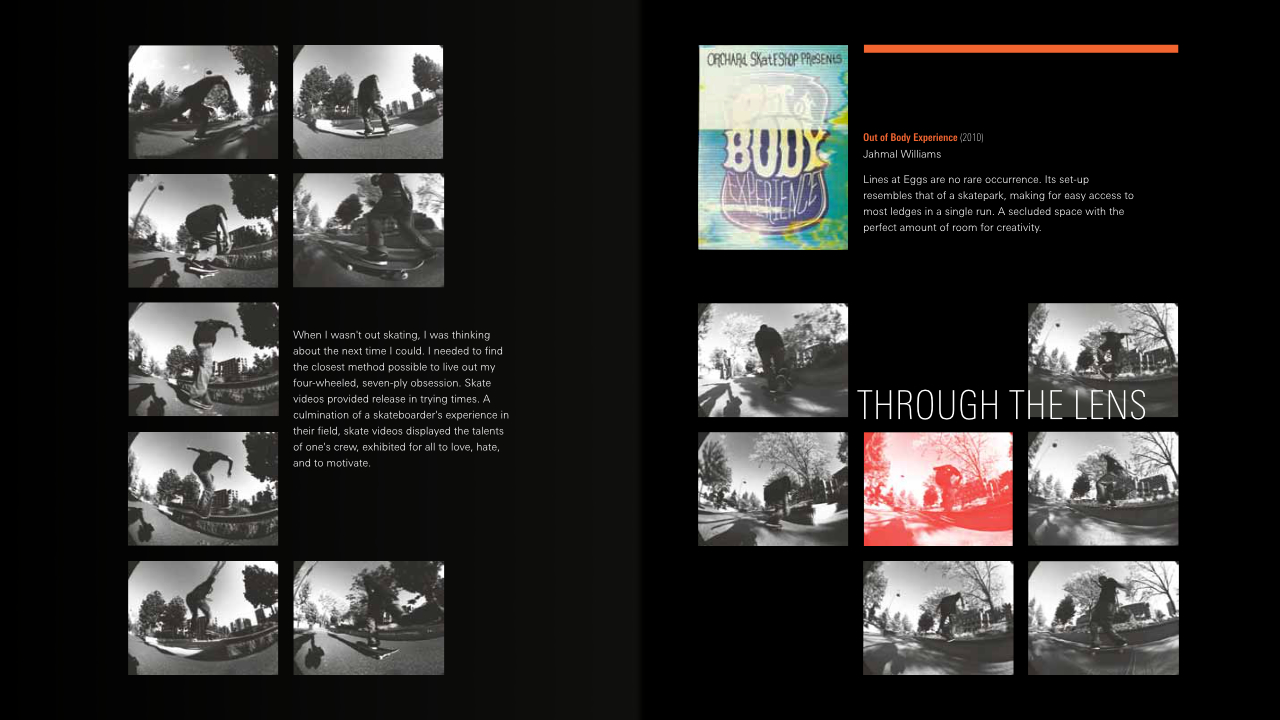 When I wasn't out skating, I was thinking
about the next time I could. I needed to find
the closest method possible to live out my
four-wheeled, seven-ply obsession. Skate
videos provided release in trying times. A
culmination of a skateboarder's experience in
their field, skate videos displayed the talents
of one's crew, exhibited for all to love, hate,
and to motivate.
ORCHARD SKATESHOP PRESENTS
OUT of
BODY
EXPERIENCE
Out of Body Experience (2010)
Jahmal Williams
Lines at Eggs are no rare occurrence. Its set-up
resembles that of a skatepark, making for easy access to
most ledges in a single run. A secluded space with the
perfect amount of room for creativity.
THROUGH THE LENS